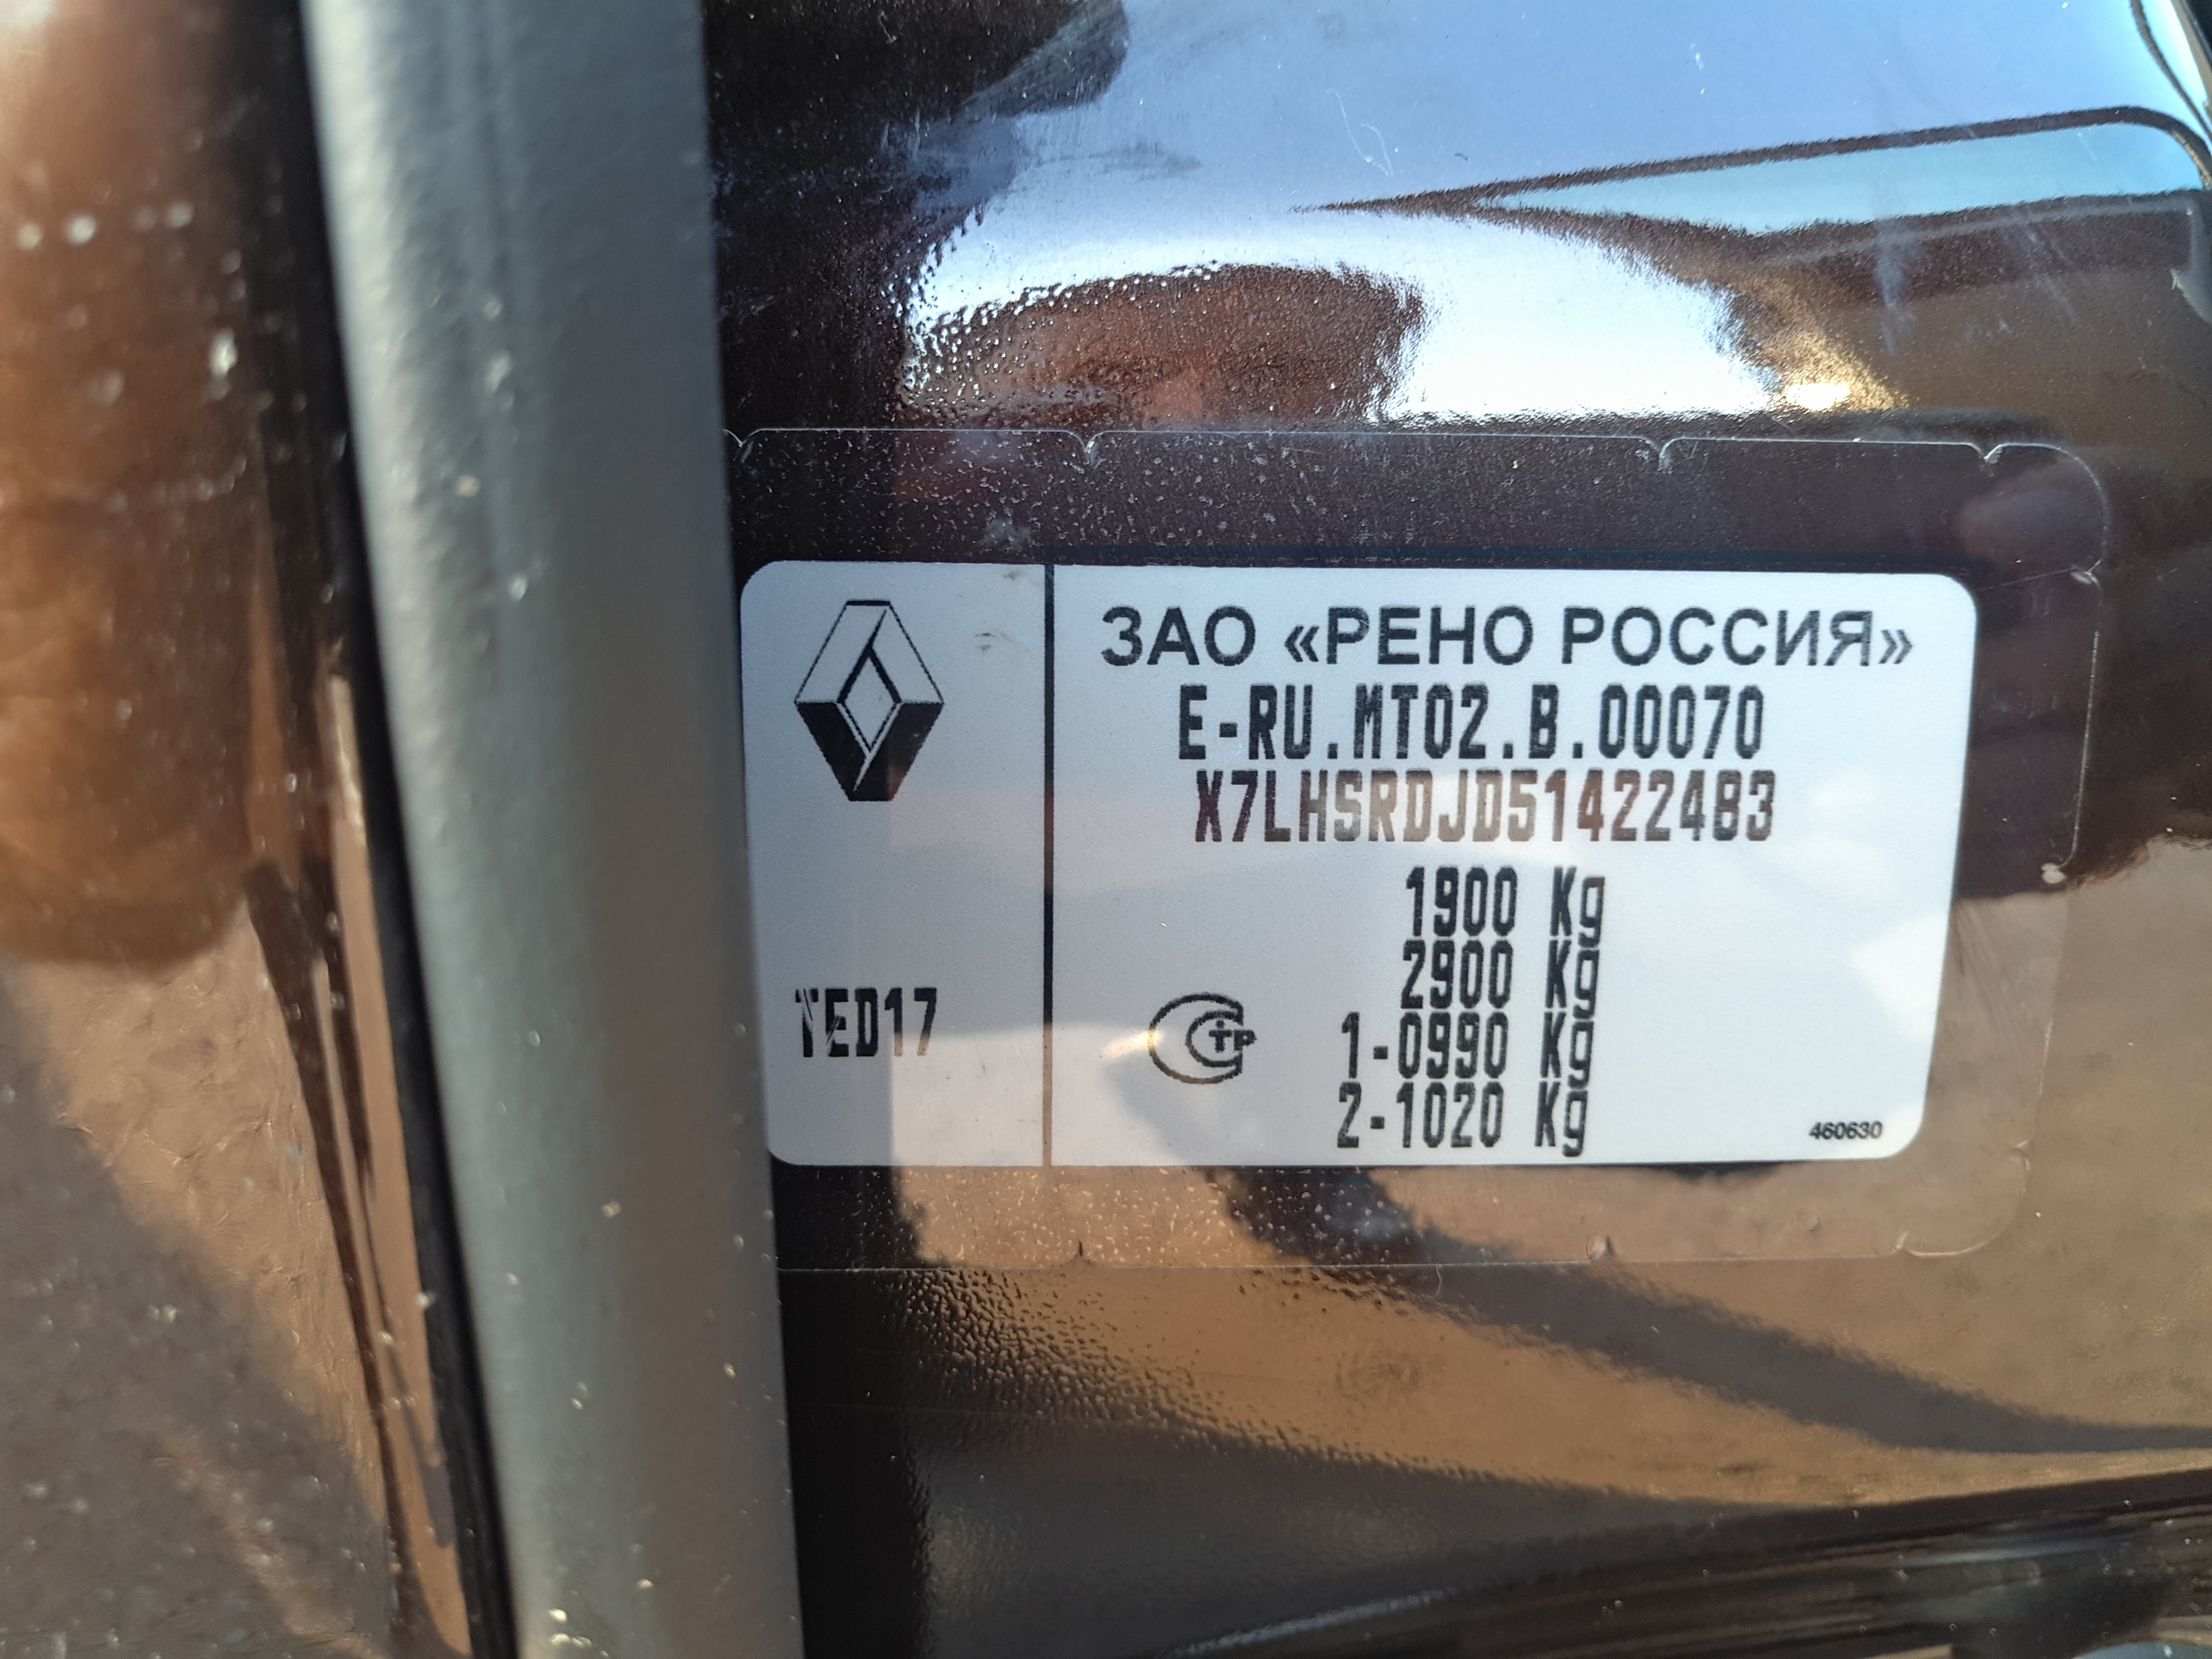 ЗАО «РЕНО РОССИЯ»
E-RU.MT02.B.00070
X7LHSRDJD51422483
1900 Kg
2900 Kg
1-0990 Kg
2-1020 Kg
TED17
460630